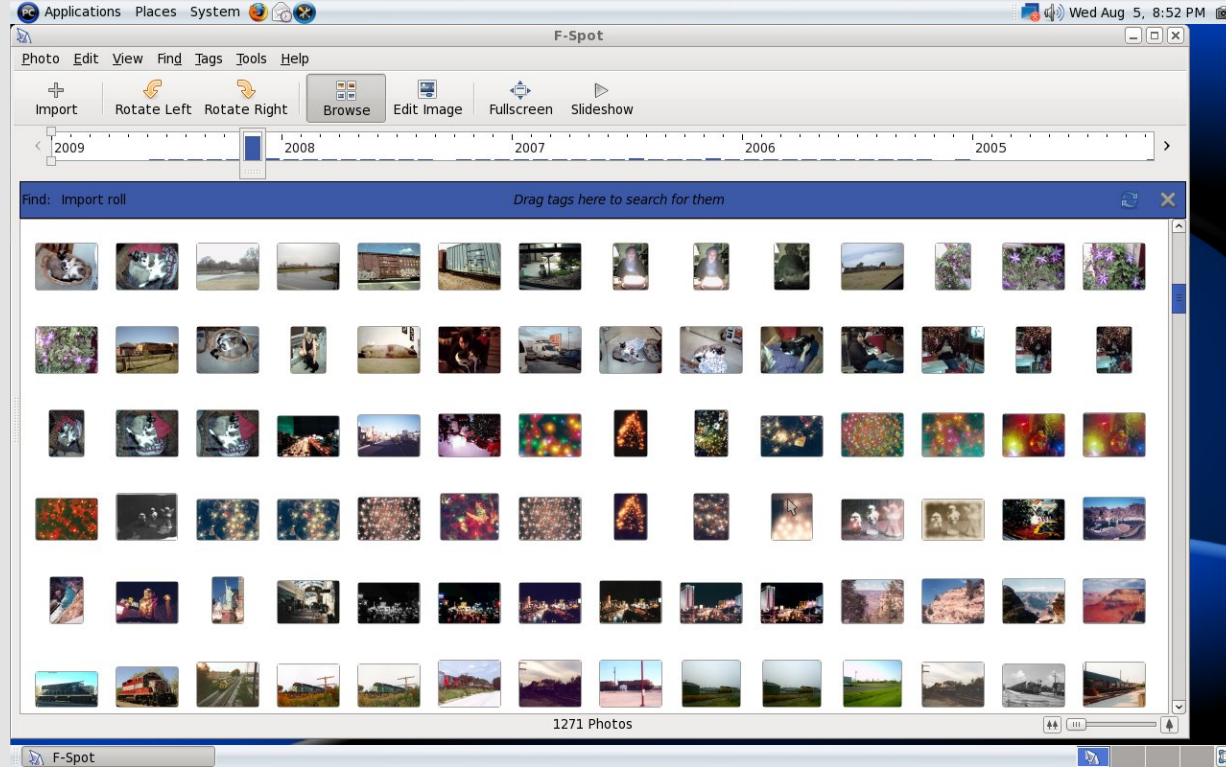 PC Applications Places System Wed Aug 5, 8:52 PM
F-Spot
Photo Edit View Find Tags Tools Help
Import Rotate Left Rotate Right Browse Edit Image Fullscreen Slideshow
2009 2008 2007 2006 2005
Find: Import roll Drag tags here to search for them
1271 Photos
F-Spot